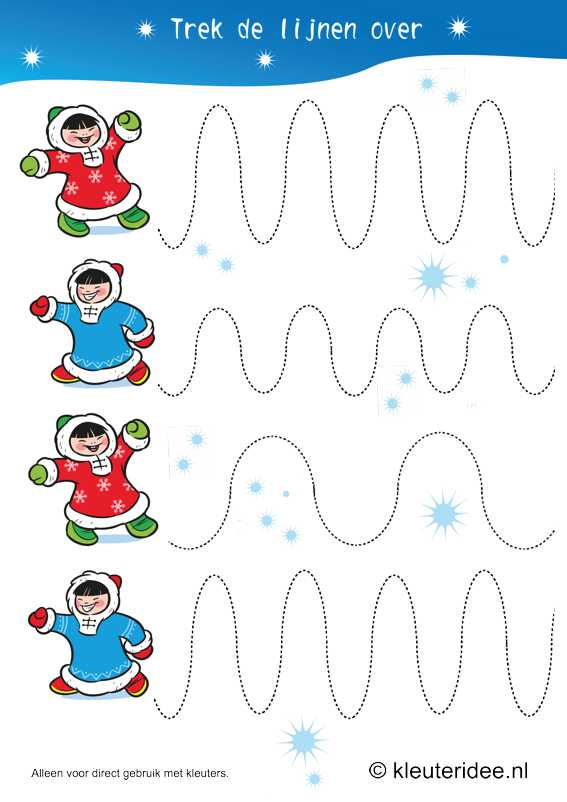 Trek de lijnen over
Alleen voor direct gebruik met kleuters.
© kleuteridee.nl